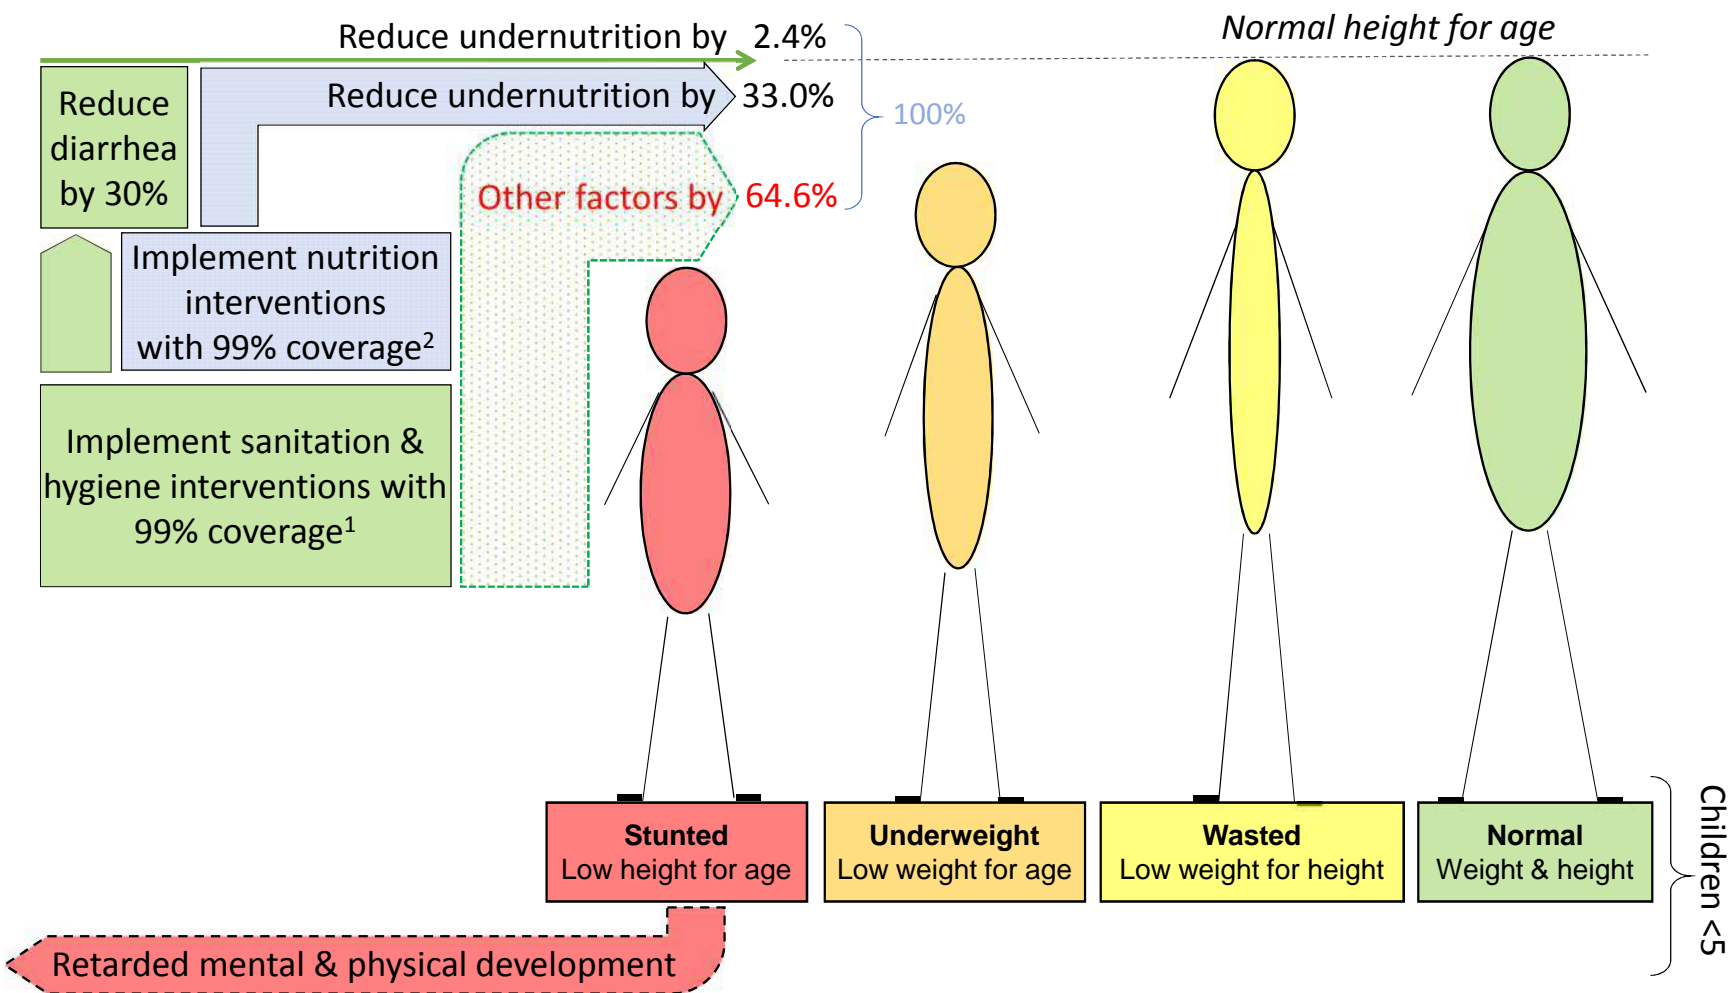 Reduce undernutrition by 2.4%
Normal height for age
Reduce
diarrhea
by 30%
Reduce undernutrition by 33.0%
100%
Other factors by 64.6%
Implement nutrition
interventions
with 99% coverage²
Implement sanitation &
hygiene interventions with
99% coverage¹
Stunted
Low height for age
Underweight
Low weight for age
Wasted
Low weight for height
Normal
Weight & height
Children <5
Retarded mental & physical development